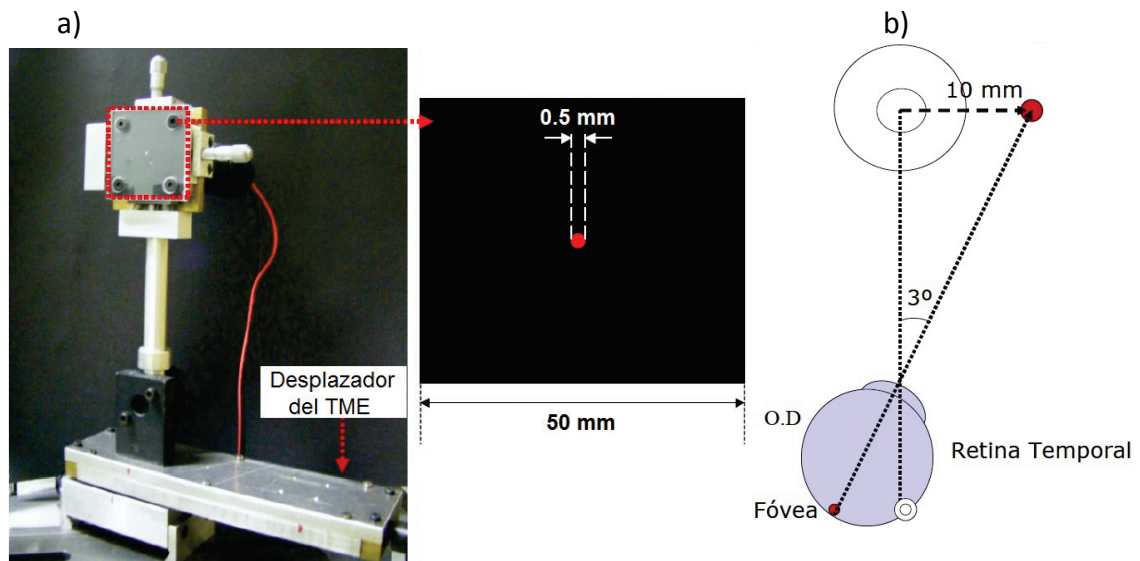 a)
Desplazador
del TME
0.5 mm
50 mm
b)
10 mm
3º
O.D
Retina Temporal
Fóvea